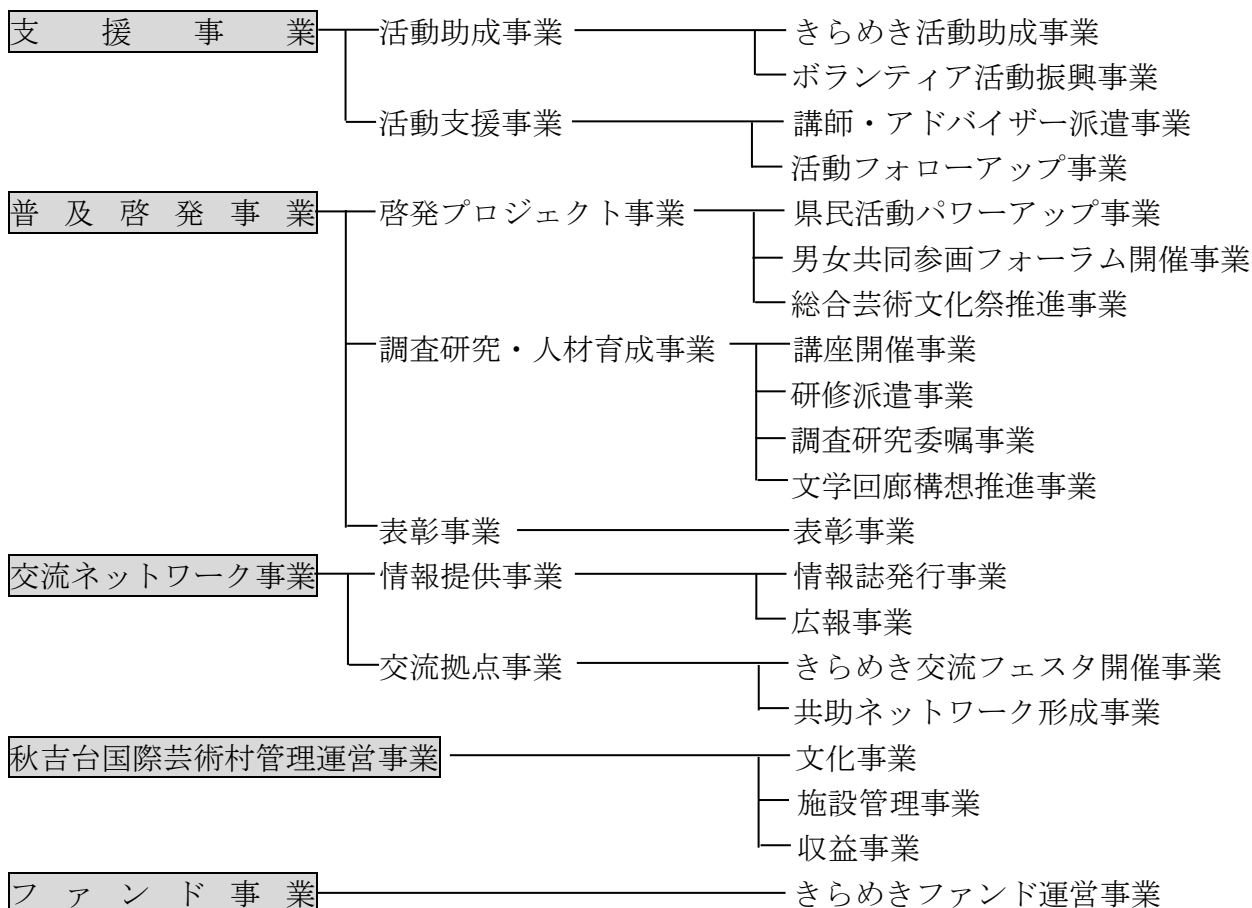 支援事業 活動助成事業 きらめき活動助成事業
ボランティア活動振興事業
活動支援事業 講師・アドバイザー派遣事業
活動フォローアップ事業
普及啓発事業 啓発プロジェクト事業 県民活動パワーアップ事業
男女共同参画フォーラム開催事業
総合芸術文化祭推進事業
調査研究・人材育成事業 講座開催事業
研修派遣事業
調査研究委嘱事業
文学回廊構想推進事業
表彰事業 表彰事業
交流ネットワーク事業 情報提供事業 情報誌発行事業
広報事業
交流拠点事業 きらめき交流フェスタ開催事業
共助ネットワーク形成事業
秋吉台国際芸術村管理運営事業 文化事業
施設管理事業
収益事業
ファンド事業 きらめきファンド運営事業